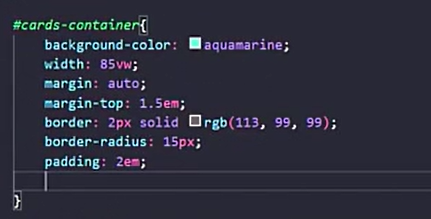 #cards-container{
background-color: aquamarine;
width: 85vw;
margin: auto;
margin-top: 1.5em;
border: 2px solid rgb(113, 99, 99);
border-radius: 15px;
padding: 2em;
}